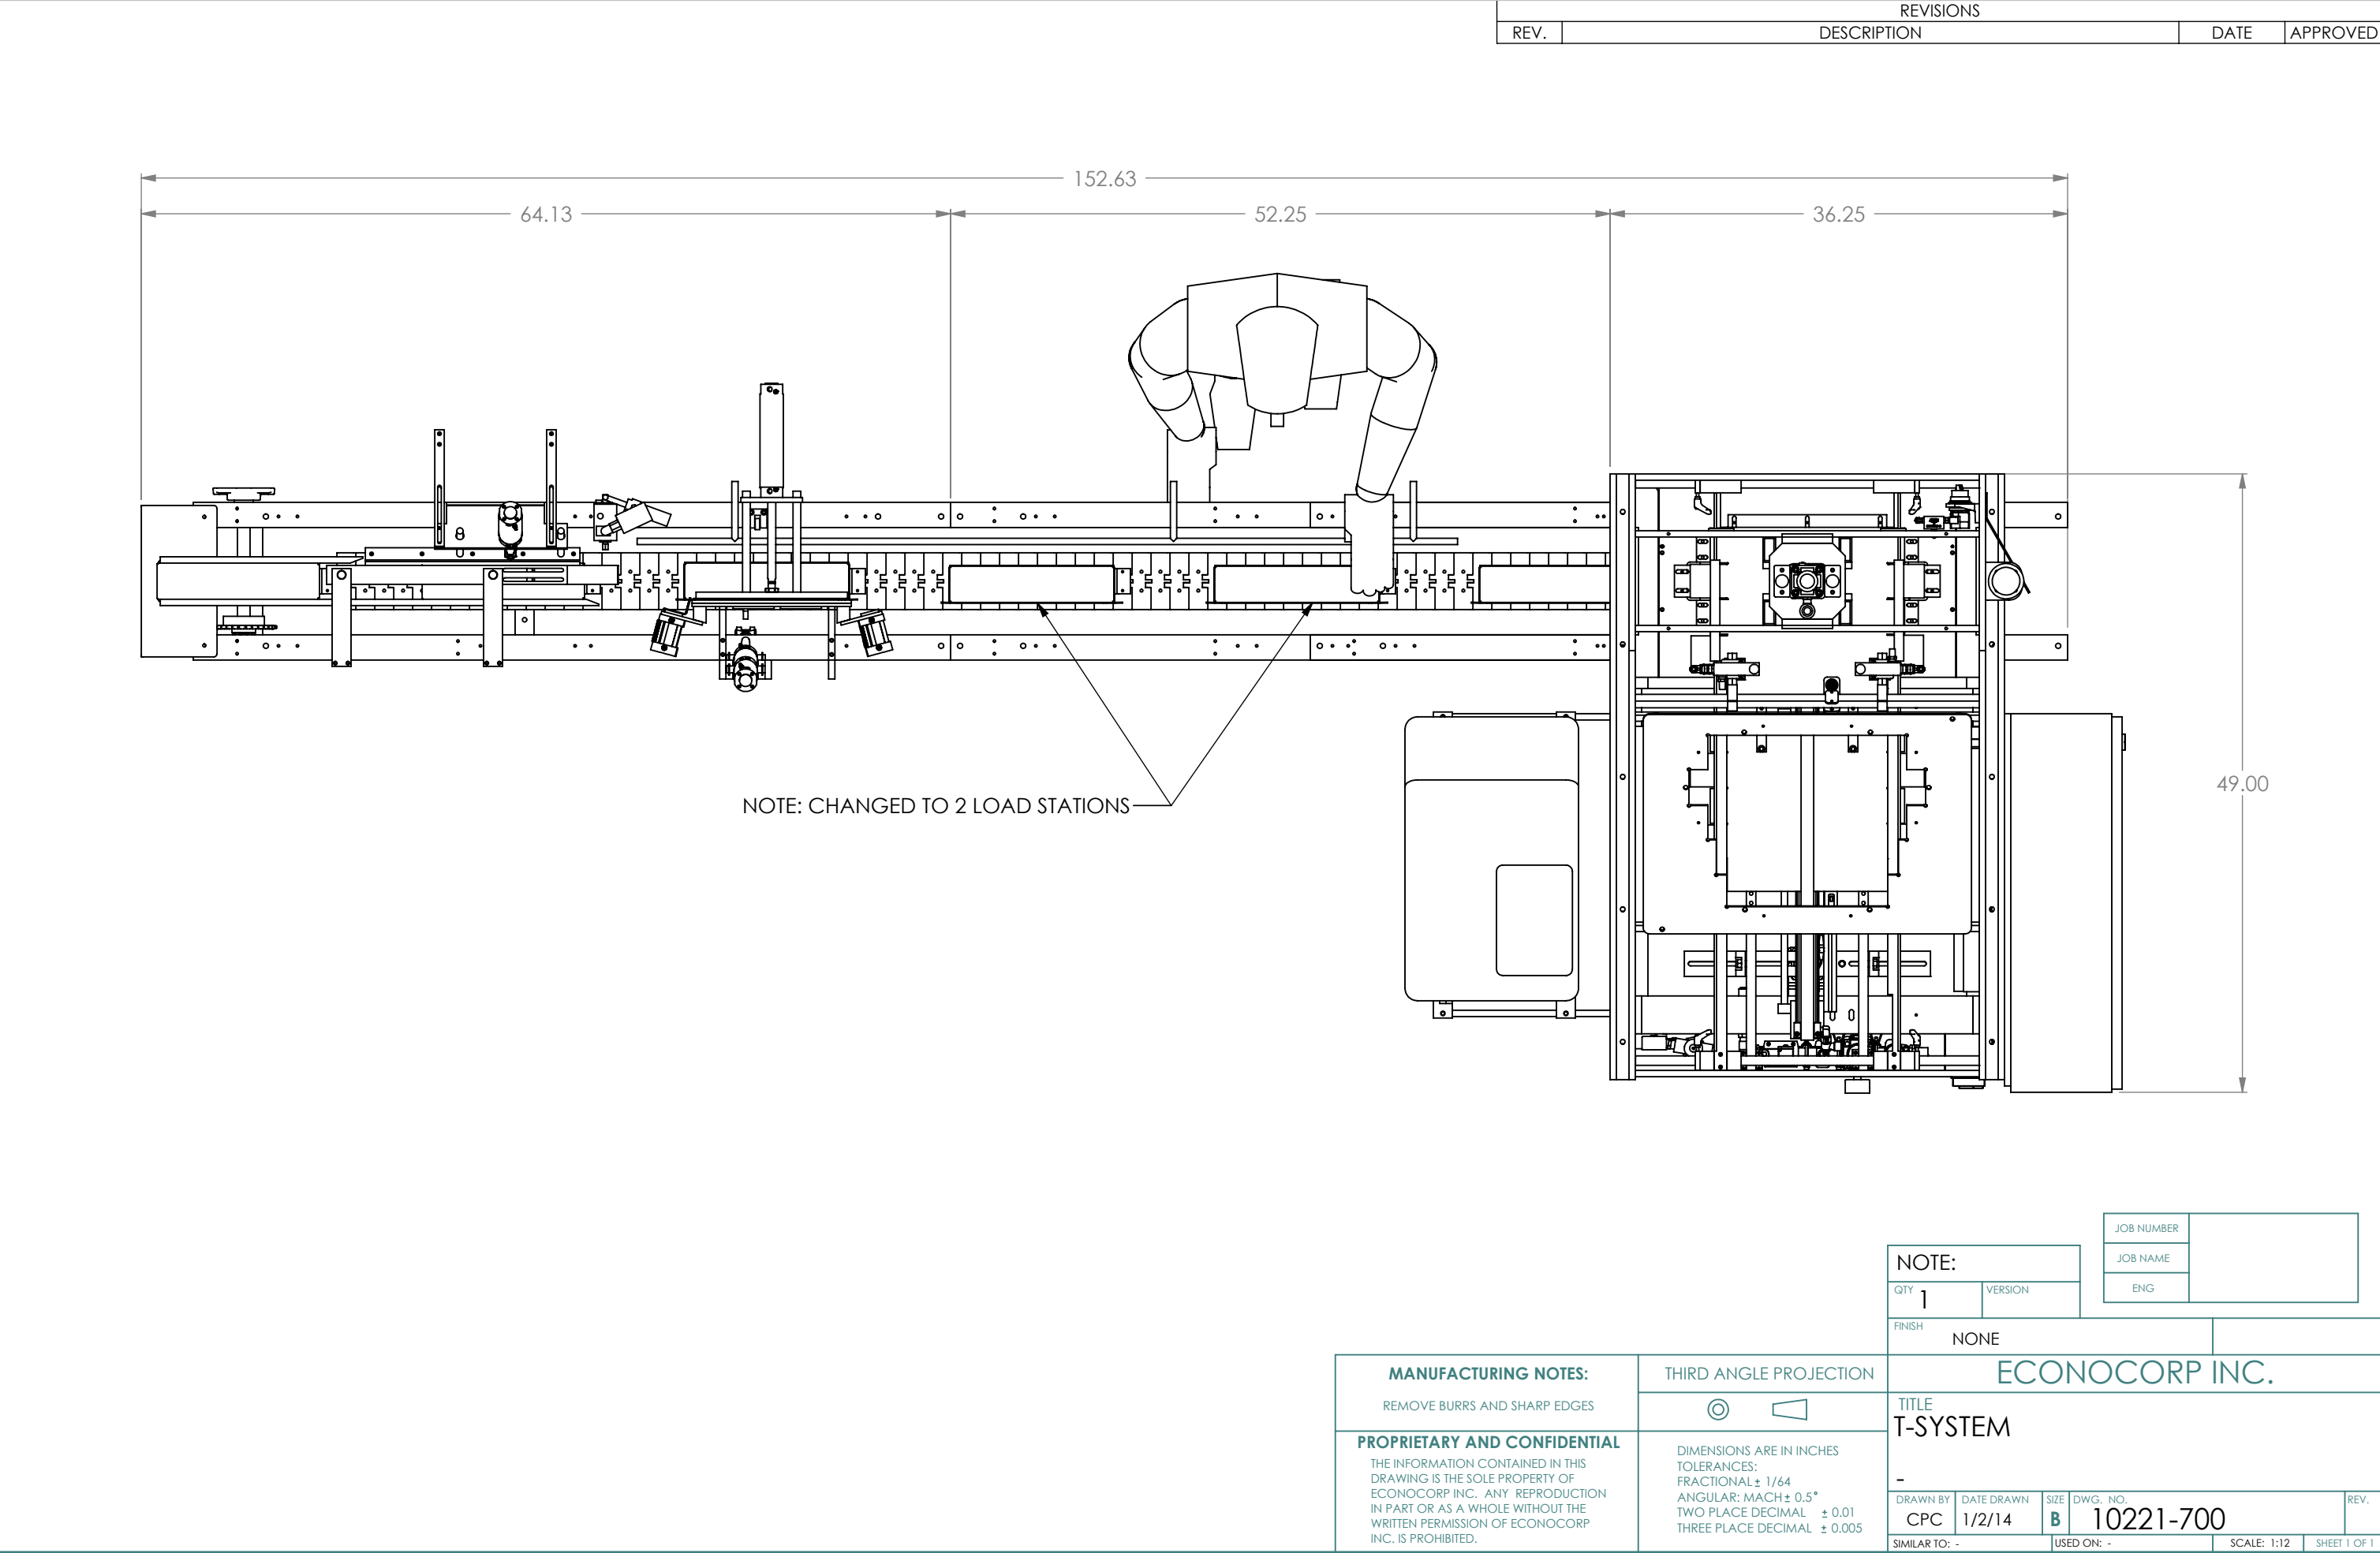 REVISIONS
REV. DESCRIPTION DATE APPROVED
152.63
64.13 52.25 36.25
49.00
NOTE: CHANGED TO 2 LOAD STATIONS
JOB NUMBER
JOB NAME
ENG
NOTE:
QTY 1 VERSION
FINISH
NONE
MANUFACTURING NOTES:
REMOVE BURRS AND SHARP EDGES
PROPRIETARY AND CONFIDENTIAL
THE INFORMATION CONTAINED IN THIS
DRAWING IS THE SOLE PROPERTY OF
ECONOCORP INC. ANY REPRODUCTION
IN PART OR AS A WHOLE WITHOUT THE
WRITTEN PERMISSION OF ECONOCORP
INC. IS PROHIBITED.
THIRD ANGLE PROJECTION
DIMENSIONS ARE IN INCHES
TOLERANCES:
FRACTIONAL ± 1/64
ANGULAR: MACH ± 0.5°
TWO PLACE DECIMAL ± 0.01
THREE PLACE DECIMAL ± 0.005
ECONOCORP INC.
TITLE
T-SYSTEM
-
DRAWN BY DATE DRAWN SIZE DWG. NO. REV.
CPC 1/2/14 B 10221-700
SIMILAR TO: - USED ON: - SCALE: 1:12 SHEET 1 OF 1